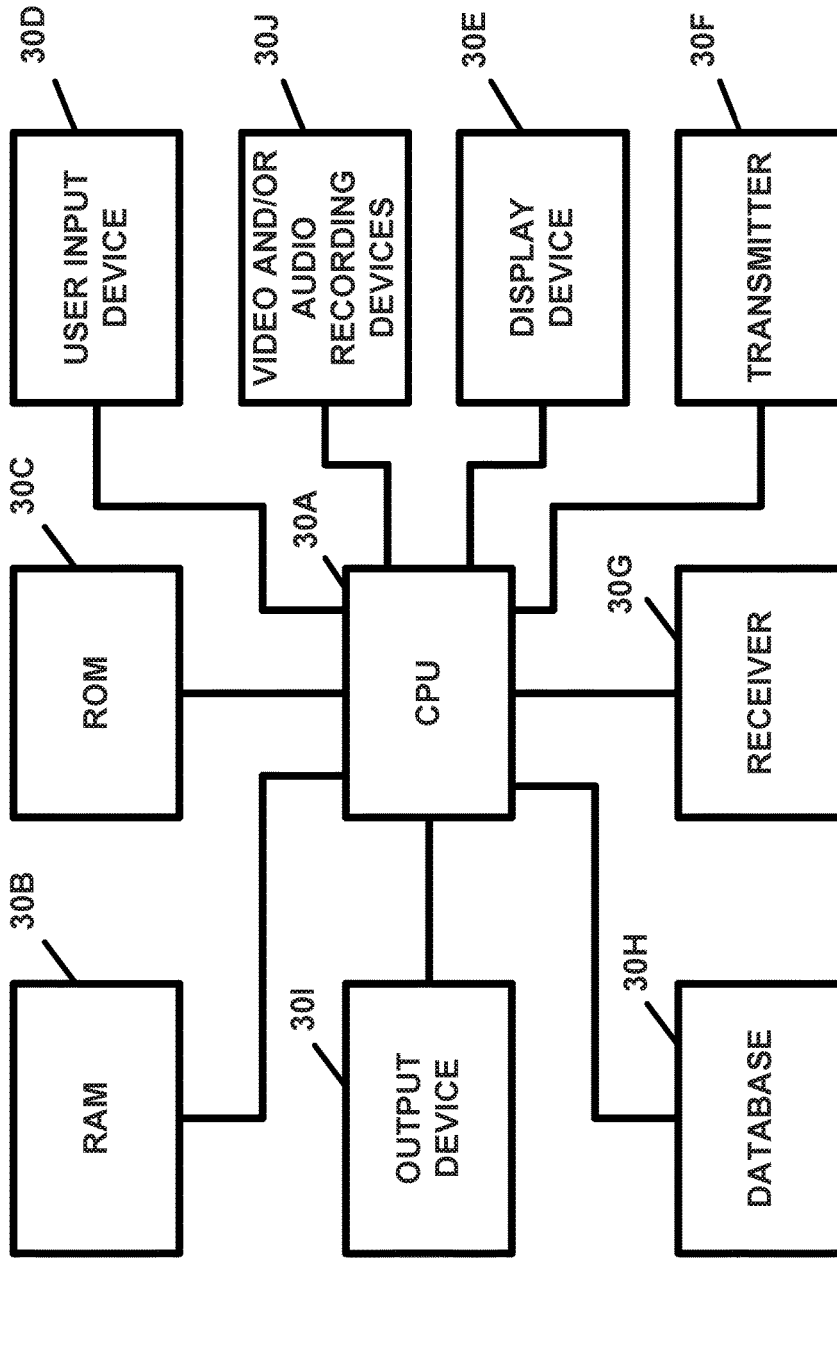 30B
RAM
30C
ROM
30D
USER INPUT
DEVICE
30I
OUTPUT
DEVICE
30A
CPU
30J
VIDEO AND/OR
AUDIO
RECORDING
DEVICES
30E
DISPLAY
DEVICE
30H
DATABASE
30G
RECEIVER
30F
TRANSMITTER